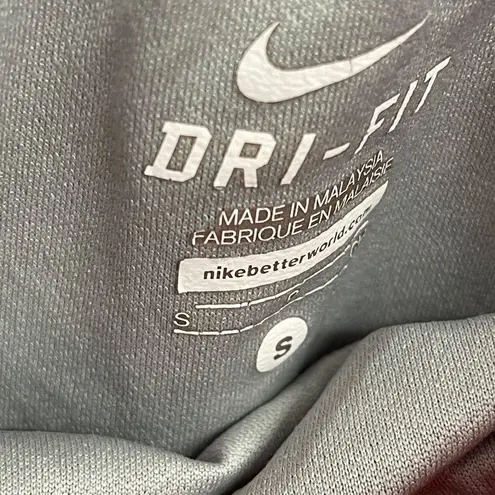 DRI-FIT
MADE IN MALAYSIA
FABRIQUE EN MALAISIE
nikebetterworld.com
S
S